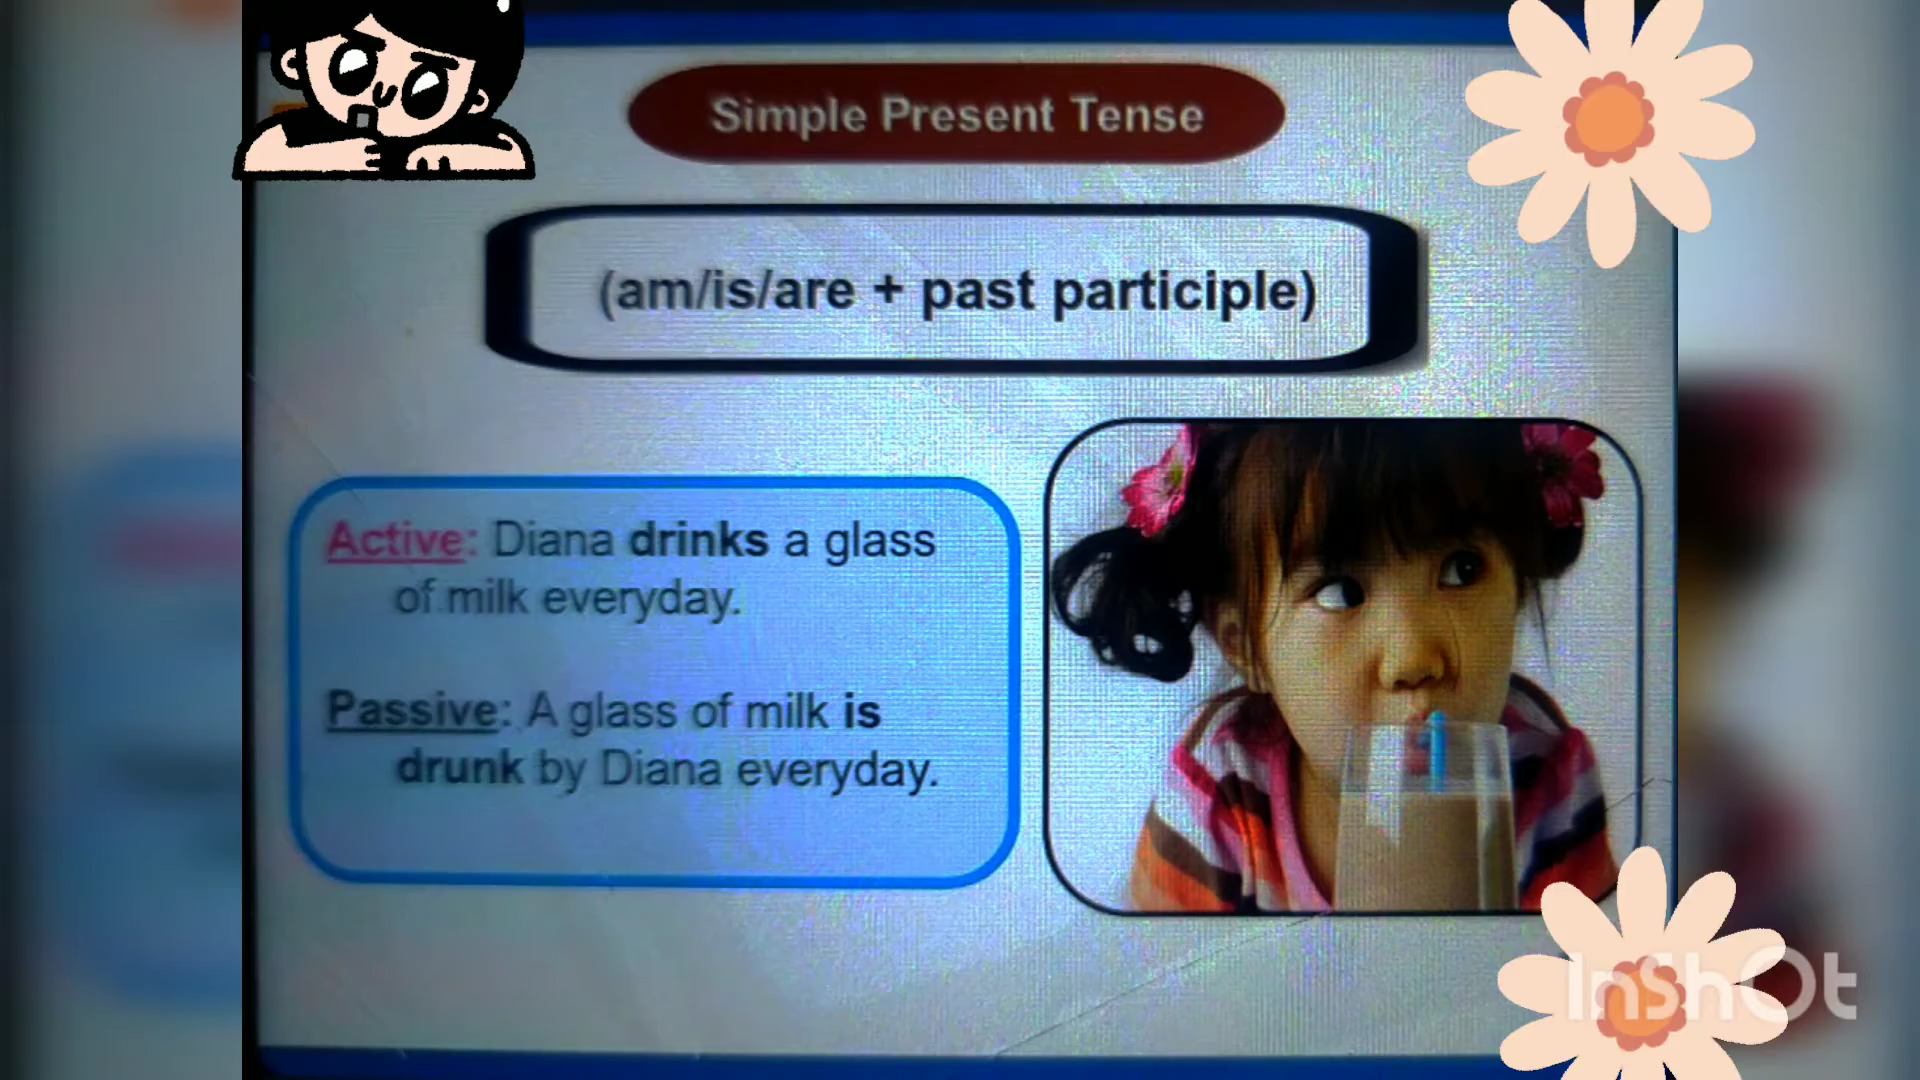 Simple Present Tense
(am/is/are + past participle)
Active: Diana drinks a glass
of milk everyday.
Passive: A glass of milk is
drunk by Diana everyday.
InShOt